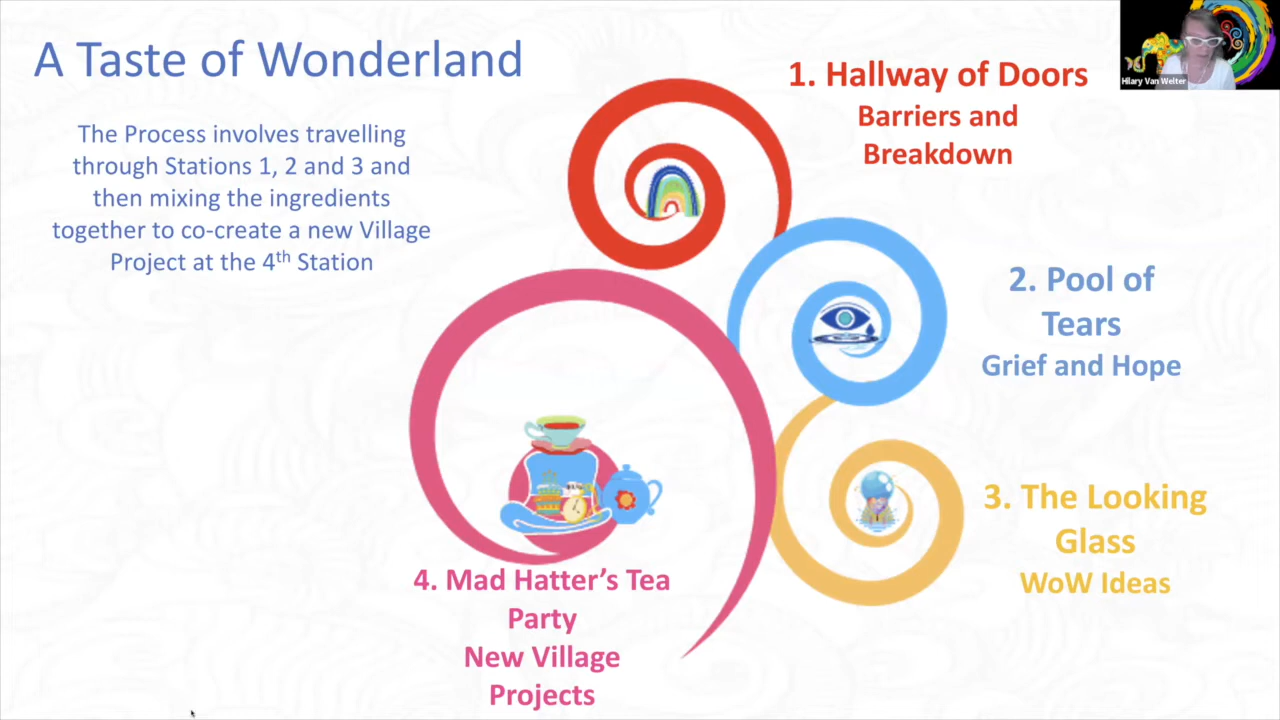 A Taste of Wonderland
The Process involves travelling
through Stations 1, 2 and 3 and
then mixing the ingredients
together to co-create a new Village
Project at the 4th Station
1. Hallway of Doors
Barriers and
Breakdown
Hilary Van Welter
2. Pool of
Tears
Grief and Hope
3. The Looking
Glass
WoW Ideas
4. Mad Hatter’s Tea
Party
New Village
Projects